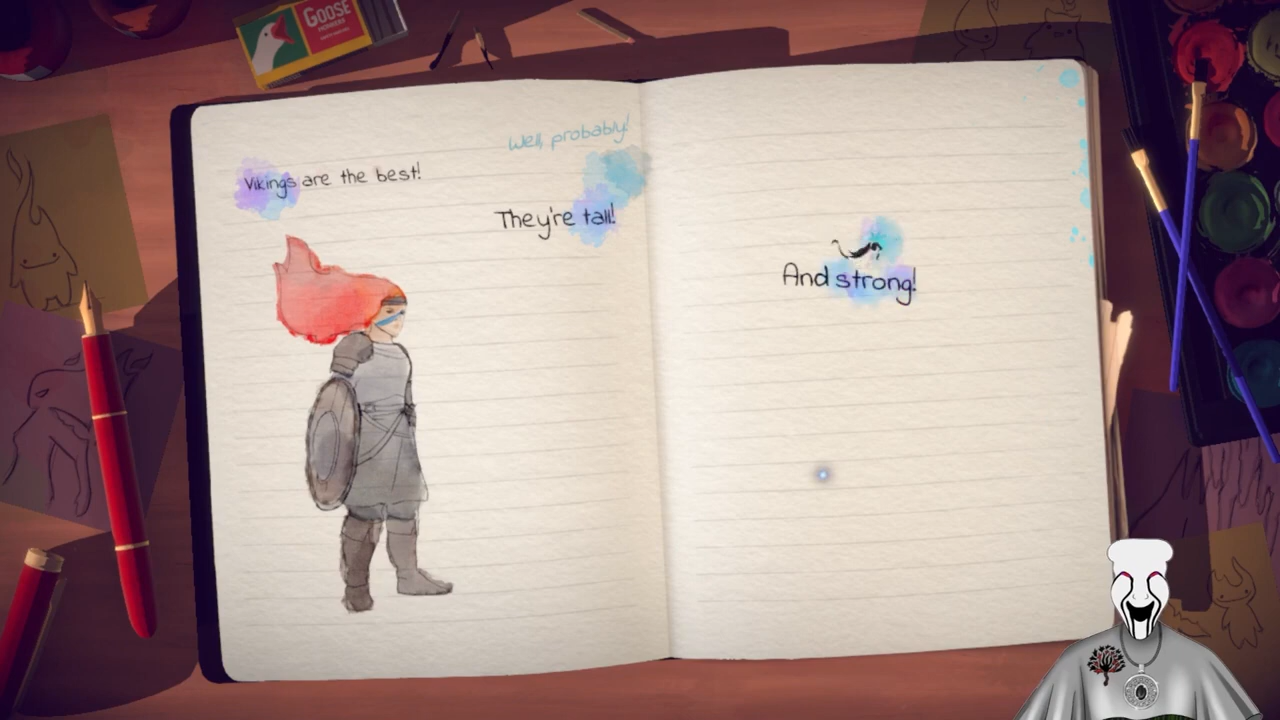 GOOSE
Well, probably!
Vikings are the best!
They're tall!
And strong!